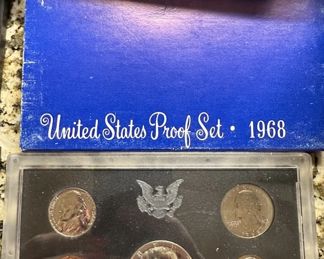 United States Proof Set • 1968